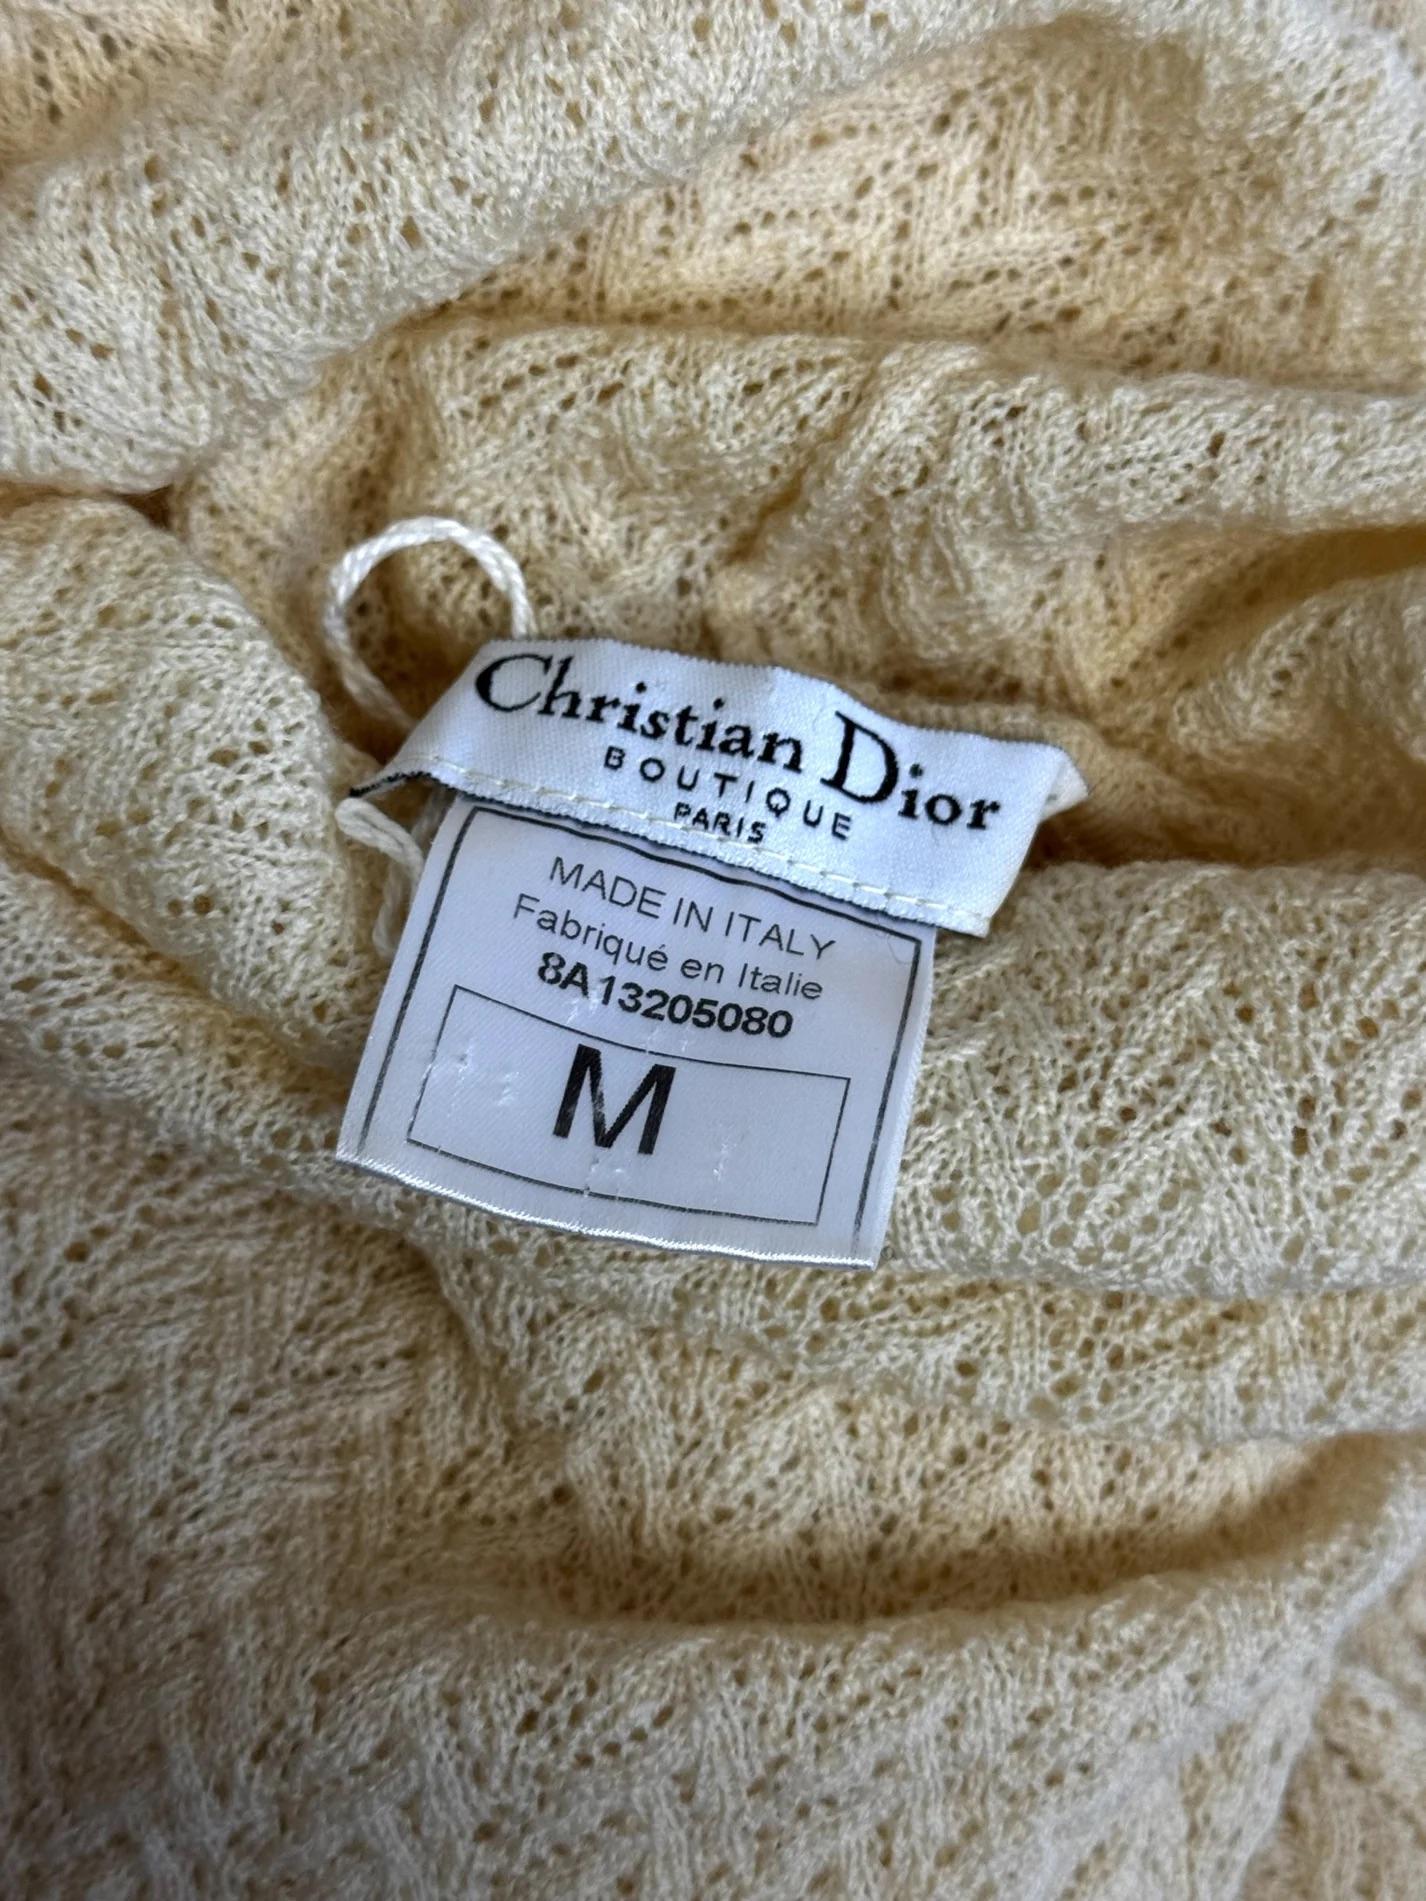 Christian Dior
BOUTIQUE
PARIS
MADE IN ITALY
Fabriqué en Italie
8A13205080
M